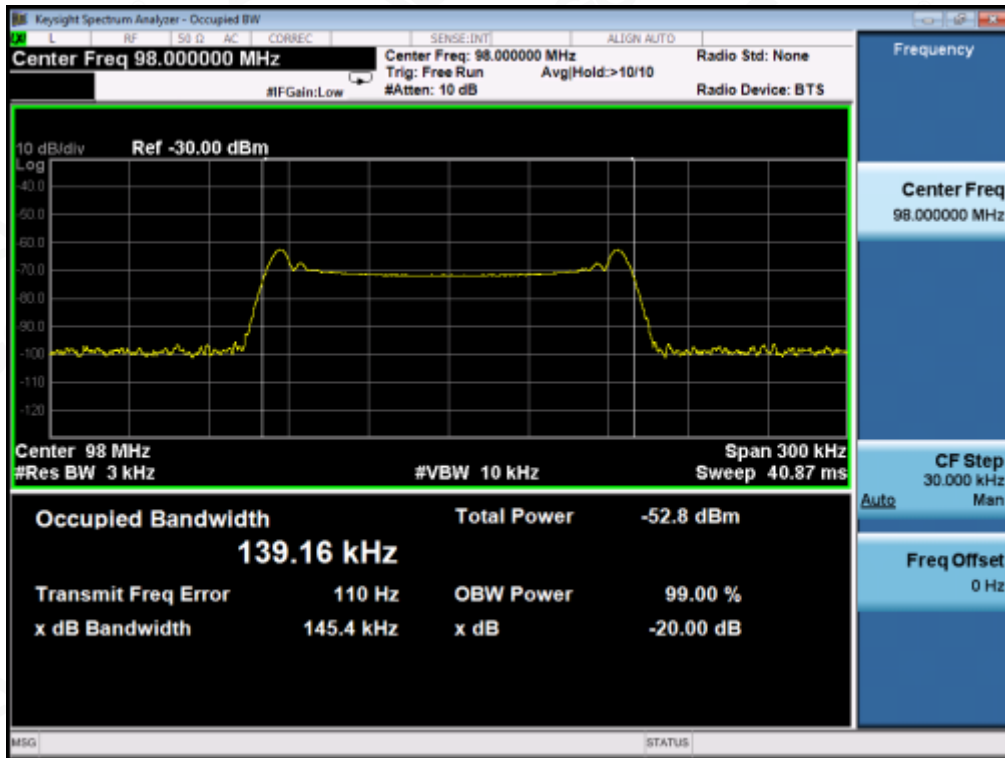 Keysight Spectrum Analyzer - Occupied BW
LXI L RF 50 Ω AC CORREC SENSE:INT ALIGN AUTO
Center Freq 98.000000 MHz
#IFGain:Low
Center Freq: 98.000000 MHz
Trig: Free Run Avg|Hold:>10/10
#Atten: 10 dB
Radio Std: None
Radio Device: BTS
10 dB/div Ref -30.00 dBm
Log
-40.0
-50.0
-60.0
-70.0
-80.0
-90.0
-100
-110
-120
Center 98 MHz Span 300 kHz
#Res BW 3 kHz #VBW 10 kHz Sweep 40.87 ms
Occupied Bandwidth Total Power -52.8 dBm
139.16 kHz
Transmit Freq Error 110 Hz OBW Power 99.00 %
x dB Bandwidth 145.4 kHz x dB -20.00 dB
MSG STATUS
Frequency
Center Freq
98.000000 MHz
CF Step
30.000 kHz
Auto Man
Freq Offset
0 Hz